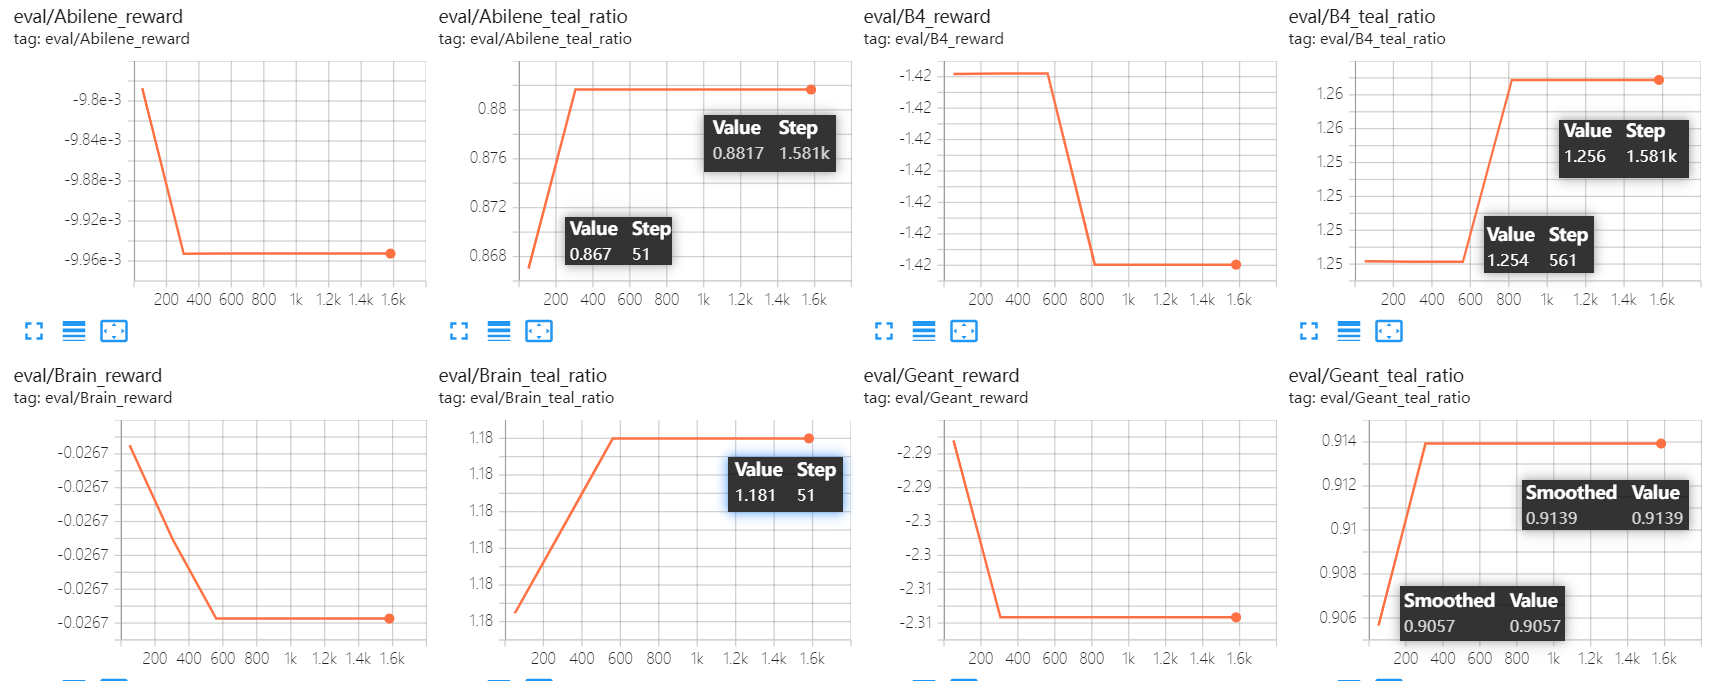 eval/Abilene_reward
tag: eval/Abilene_reward
-9.8e-3
-9.84e-3
-9.88e-3
-9.92e-3
-9.96e-3
200 400 600 800 1k 1.2k 1.4k 1.6k
eval/Abilene_teal_ratio
tag: eval/Abilene_teal_ratio
0.88
0.876
0.872
0.868
Value Step
0.8817 1.581k
Value Step
0.867 51
200 400 600 800 1k 1.2k 1.4k 1.6k
eval/B4_reward
tag: eval/B4_reward
-1.42
-1.42
-1.42
-1.42
-1.42
-1.42
-1.42
200 400 600 800 1k 1.2k 1.4k 1.6k
eval/B4_teal_ratio
tag: eval/B4_teal_ratio
1.26
1.26
1.25
1.25
1.25
1.25
Value Step
1.256 1.581k
Value Step
1.254 561
200 400 600 800 1k 1.2k 1.4k 1.6k
eval/Brain_reward
tag: eval/Brain_reward
-0.0267
-0.0267
-0.0267
-0.0267
-0.0267
-0.0267
200 400 600 800 1k 1.2k 1.4k 1.6k
eval/Brain_teal_ratio
tag: eval/Brain_teal_ratio
1.18
1.18
1.18
1.18
1.18
1.18
Value Step
1.181 51
200 400 600 800 1k 1.2k 1.4k 1.6k
eval/Geant_reward
tag: eval/Geant_reward
-2.29
-2.29
-2.3
-2.3
-2.31
-2.31
200 400 600 800 1k 1.2k 1.4k 1.6k
eval/Geant_teal_ratio
tag: eval/Geant_teal_ratio
0.914
0.912
0.91
0.908
0.906
Smoothed Value
0.9139 0.9139
Smoothed Value
0.9057 0.9057
200 400 600 800 1k 1.2k 1.4k 1.6k